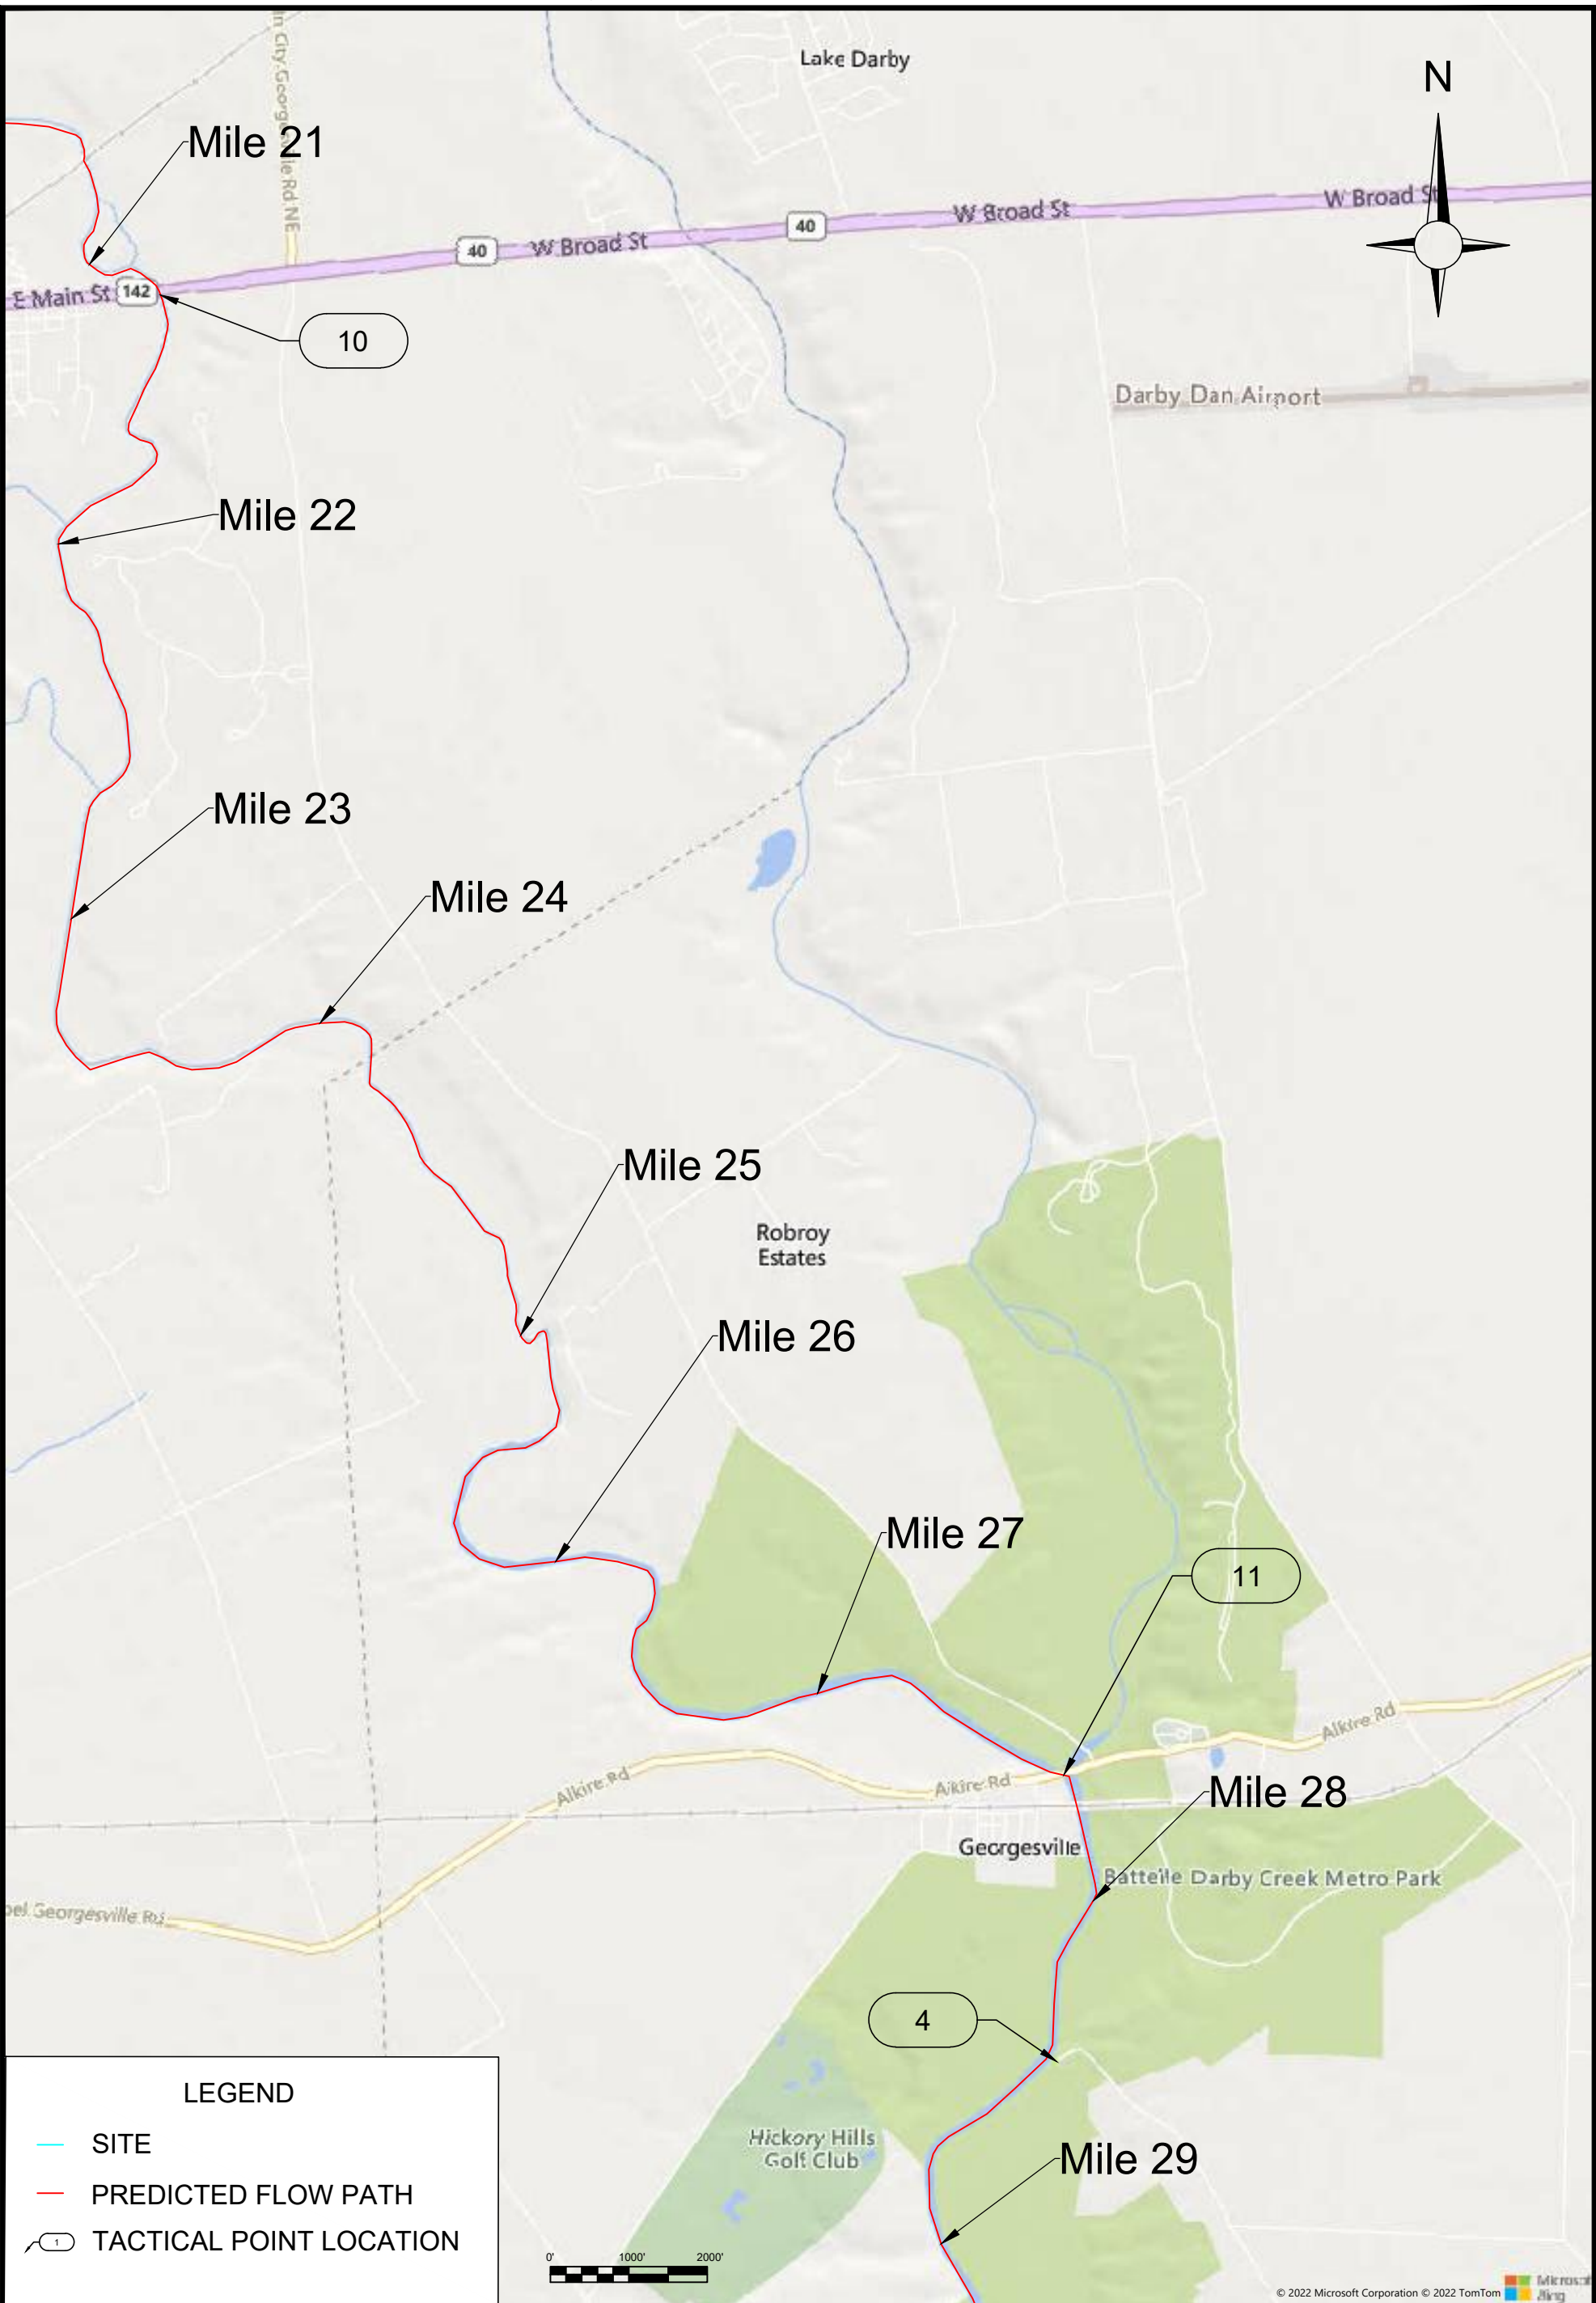 Lake Darby
N
Mile 21
W Broad St
W Broad St
40
40
W Broad St
E Main St
142
10
Darby Dan Airport
Mile 22
Mile 23
Mile 24
Mile 25
Robroy
Estates
Mile 26
Mile 27
11
Alkire Rd
Alkire Rd
Alkire Rd
Mile 28
Georgesville
Battelle Darby Creek Metro Park
Georgesville Rd
4
LEGEND
SITE
PREDICTED FLOW PATH
1
TACTICAL POINT LOCATION
Hickory Hills
Golf Club
Mile 29
0' 1000' 2000'
© 2022 Microsoft Corporation © 2022 TomTom
Bing